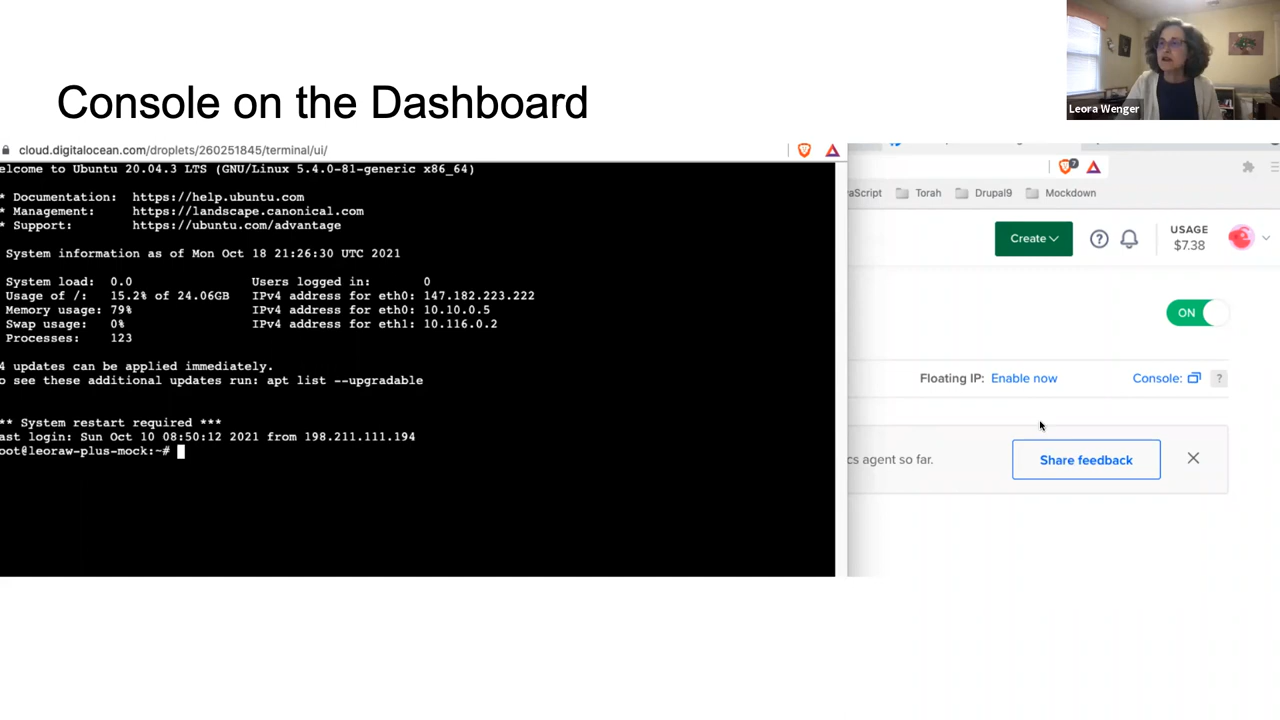 Leora Wenger
Console on the Dashboard
cloud.digitalocean.com/droplets/260251845/terminal/ui/
elcome to Ubuntu 20.04.3 LTS (GNU/Linux 5.4.0-81-generic x86_64)
* Documentation: https://help.ubuntu.com
* Management: https://landscape.canonical.com
* Support: https://ubuntu.com/advantage
System information as of Mon Oct 18 21:26:30 UTC 2021
System load: 0.0 Users logged in: 0
Usage of /: 15.2% of 24.06GB IPv4 address for eth0: 147.182.223.222
Memory usage: 79% IPv4 address for eth0: 10.10.0.5
Swap usage: 0% IPv4 address for eth1: 10.116.0.2
Processes: 123
4 updates can be applied immediately.
o see these additional updates run: apt list --upgradable
** System restart required ***
ast login: Sun Oct 10 08:50:12 2021 from 198.211.111.194
oot@leoraw-plus-mock:~#
7
aScript Torah Drupal9 Mockdown
Create ? USAGE
$7.38
ON
Floating IP: Enable now Console: ?
cs agent so far. Share feedback